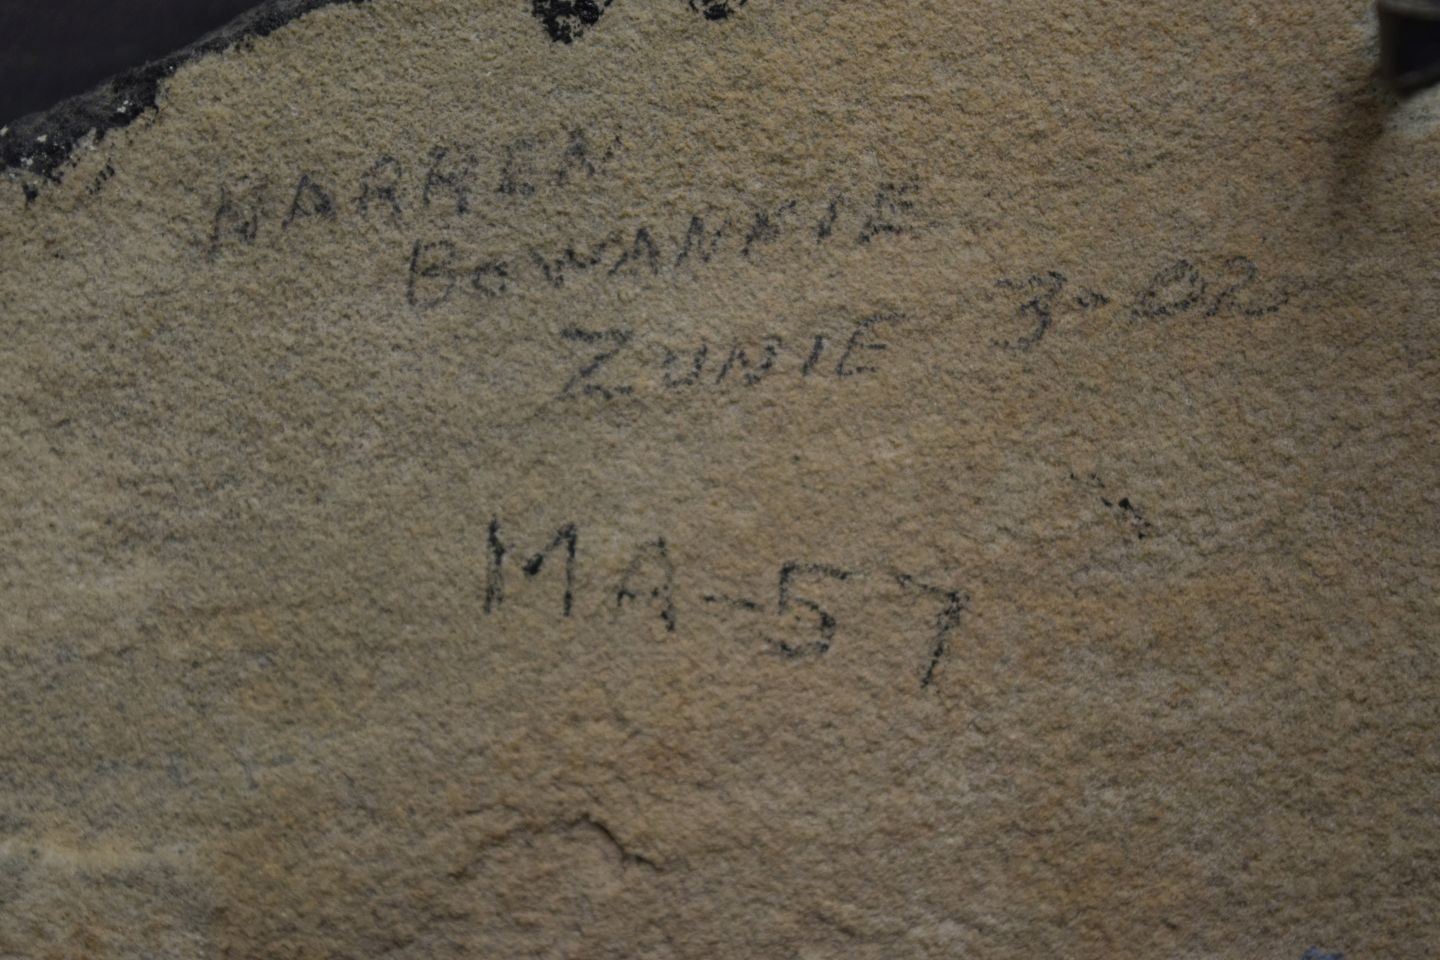 WARREN
BOWANNIE
ZUNIE 3-02
MA-57